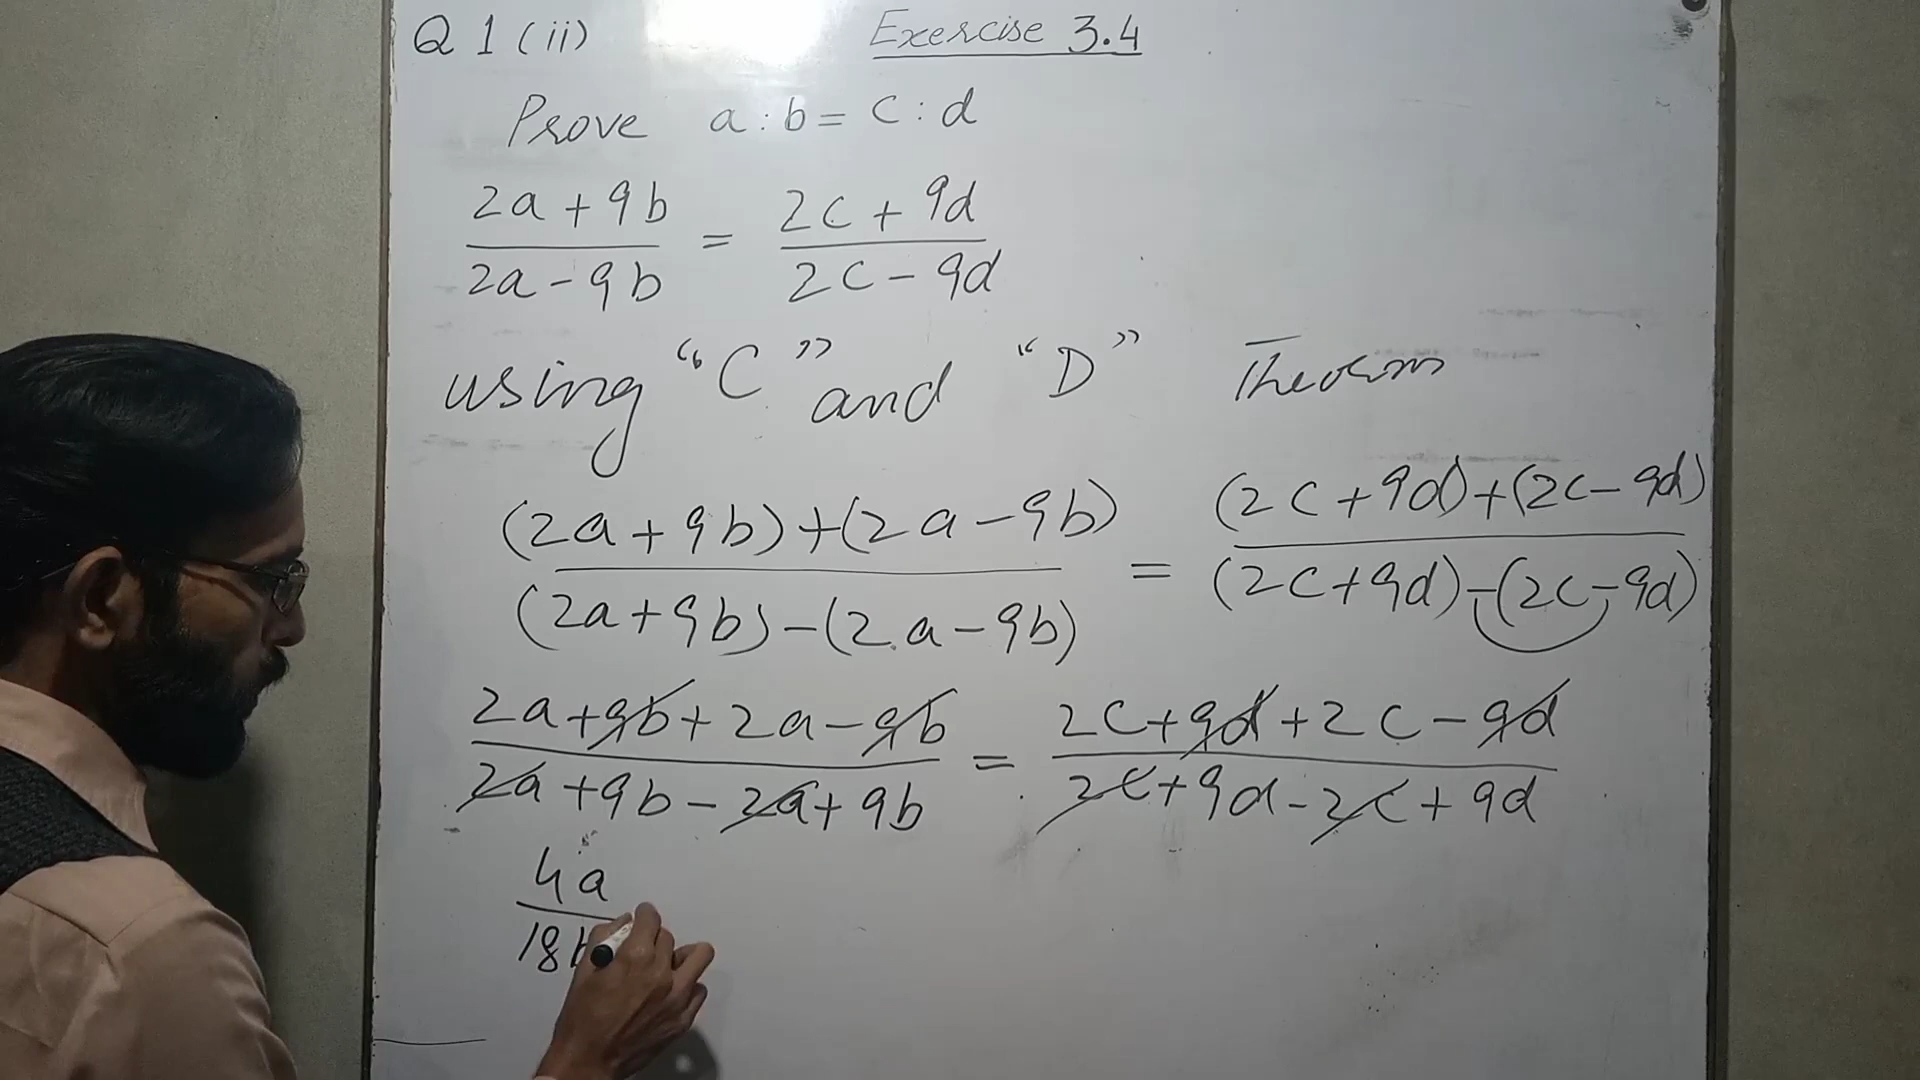 Q 1 (ii) Exercise 3.4
Prove a : b = c : d
2a + 9b / 2a - 9b = 2c + 9d / 2c - 9d
using "C" and "D" Theorem
(2a + 9b) + (2a - 9b) / (2a + 9b) - (2a - 9b) = (2c + 9d) + (2c - 9d) / (2c + 9d) - (2c - 9d)
2a + 9b + 2a - 9b / 2a + 9b - 2a + 9b = 2c + 9d + 2c - 9d / 2c + 9d - 2c + 9d
4a / 18b